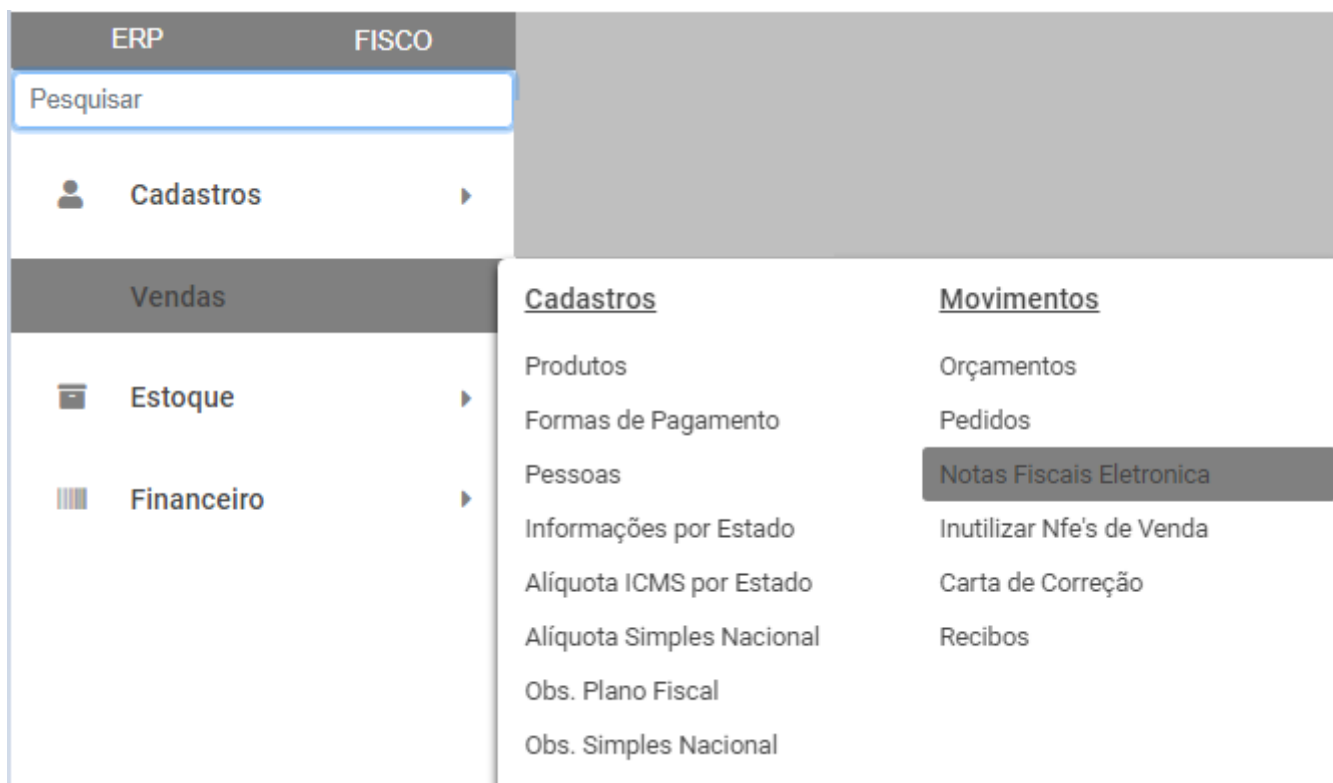 ERP FISCO
Pesquisar
Cadastros
Vendas
Estoque
Financeiro
Cadastros
Produtos
Formas de Pagamento
Pessoas
Informações por Estado
Alíquota ICMS por Estado
Alíquota Simples Nacional
Obs. Plano Fiscal
Obs. Simples Nacional
Movimentos
Orçamentos
Pedidos
Notas Fiscais Eletronica
Inutilizar Nfe's de Venda
Carta de Correção
Recibos